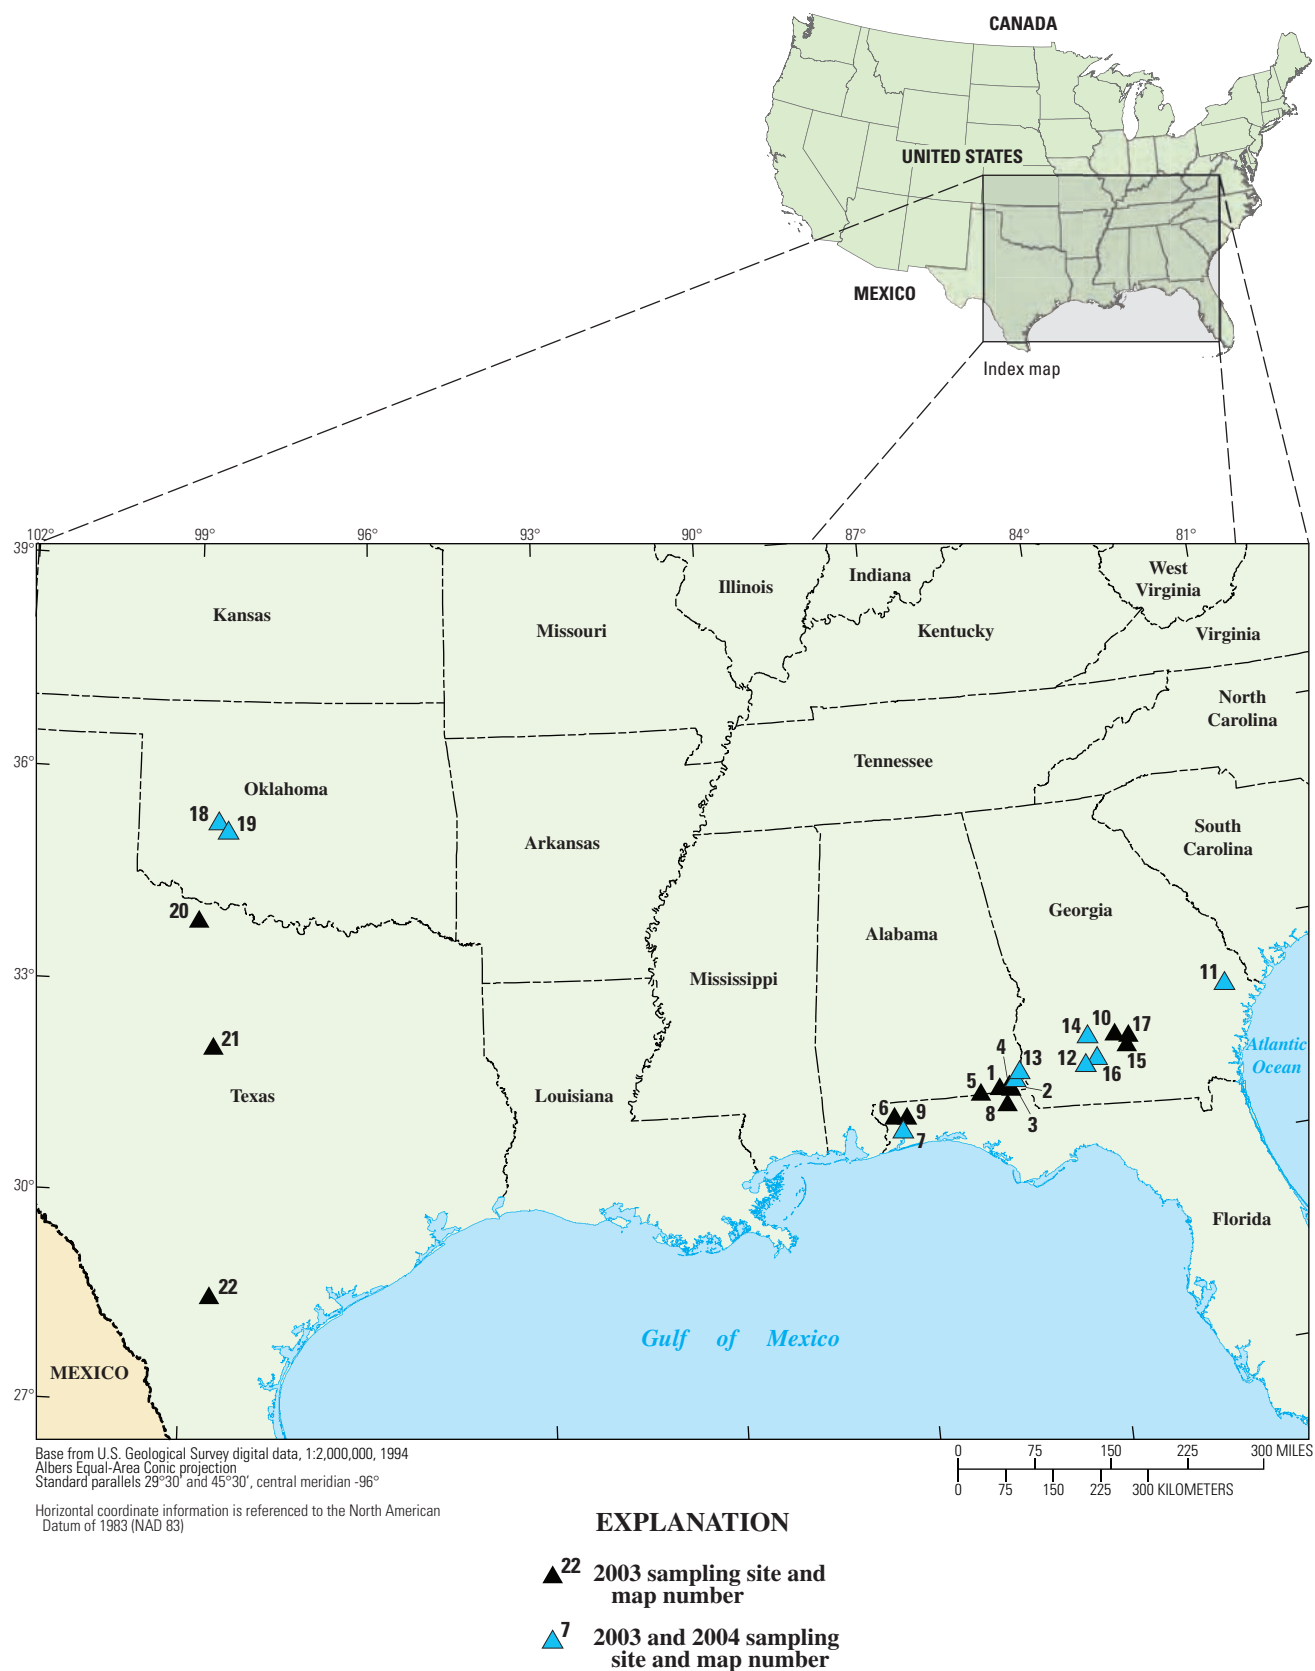 CANADA
UNITED STATES
MEXICO
Index map
102°
99°
96°
93°
90°
87°
84°
81°
39°
36°
33°
30°
27°
Kansas
Missouri
Illinois
Indiana
Kentucky
West
Virginia
Virginia
North
Carolina
Tennessee
Oklahoma
18
19
Arkansas
South
Carolina
20
Georgia
Alabama
Mississippi
11
21
14
10
17
Atlantic
Ocean
12
16
15
4
13
Texas
Louisiana
5
1
2
6
9
8
3
7
Florida
22
Gulf of Mexico
MEXICO
Base from U.S. Geological Survey digital data, 1:2,000,000, 1994
Albers Equal-Area Conic projection
Standard parallels 29°30' and 45°30', central meridian -96°
Horizontal coordinate information is referenced to the North American
Datum of 1983 (NAD 83)
0 75 150 225 300 MILES
0 75 150 225 300 KILOMETERS
EXPLANATION
22 2003 sampling site and
map number
7 2003 and 2004 sampling
site and map number